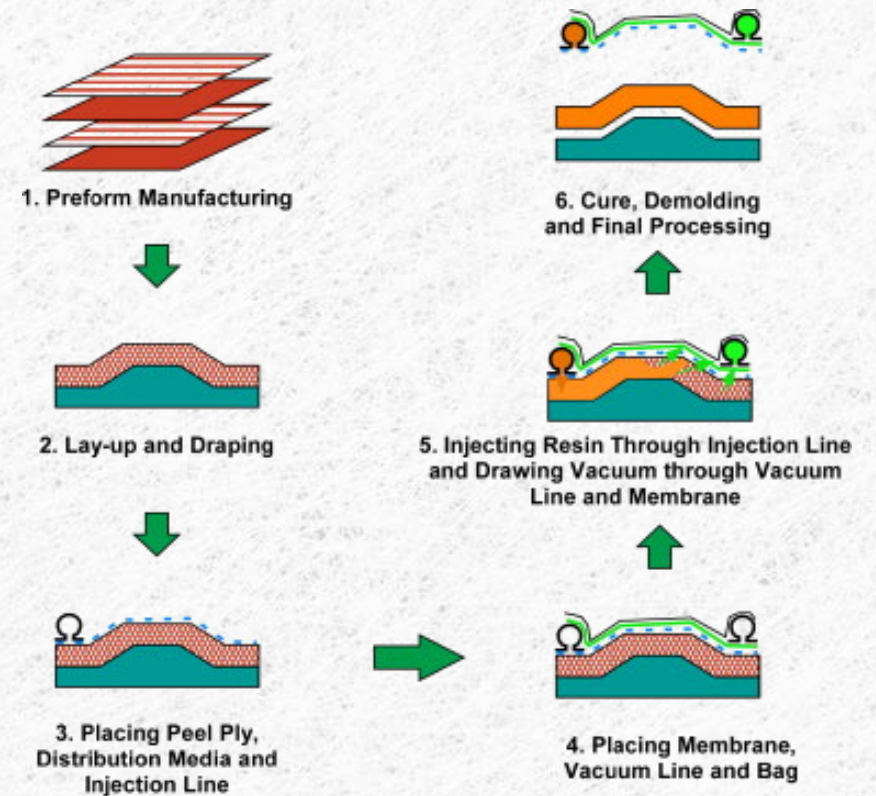 1. Preform Manufacturing
2. Lay-up and Draping
3. Placing Peel Ply,
Distribution Media and
Injection Line
4. Placing Membrane,
Vacuum Line and Bag
5. Injecting Resin Through Injection Line
and Drawing Vacuum through Vacuum
Line and Membrane
6. Cure, Demolding
and Final Processing